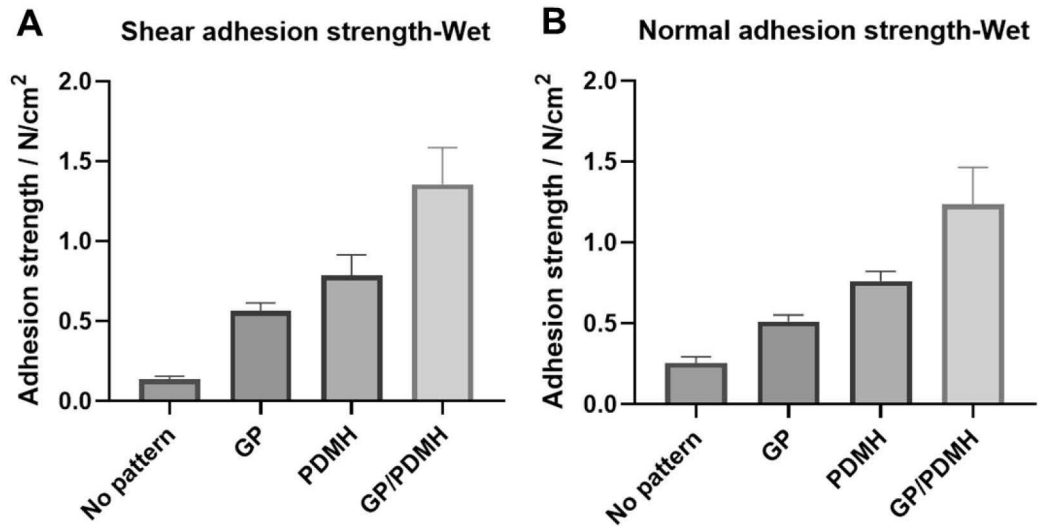 A
Shear adhesion strength-Wet
Adhesion strength / N/cm²
2.0
1.5
1.0
0.5
0.0
No pattern
GP
PDMH
GP/PDMH
B
Normal adhesion strength-Wet
Adhesion strength / N/cm²
2.0
1.5
1.0
0.5
0.0
No pattern
GP
PDMH
GP/PDMH